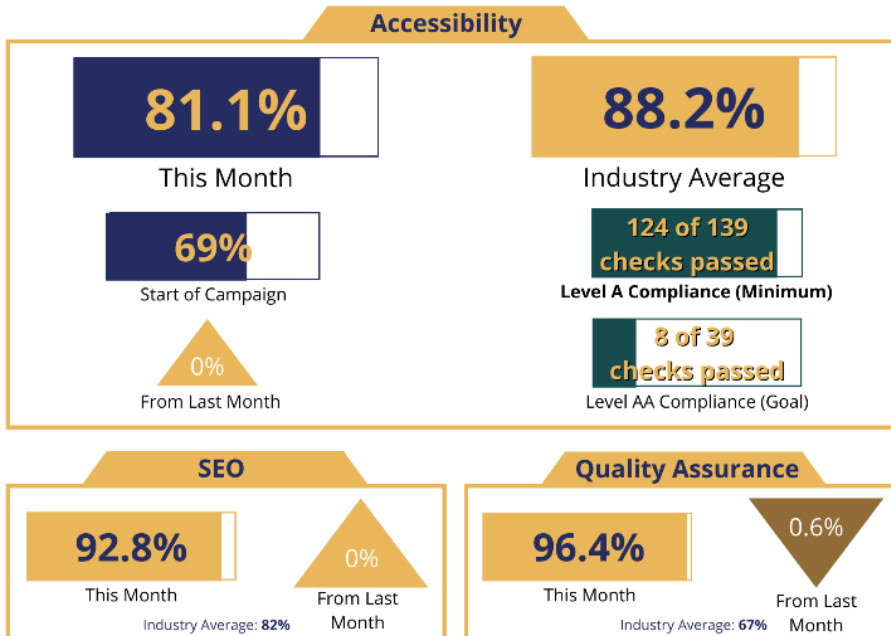 Accessibility
81.1%
This Month
88.2%
Industry Average
69%
Start of Campaign
124 of 139
checks passed
Level A Compliance (Minimum)
0%
From Last Month
8 of 39
checks passed
Level AA Compliance (Goal)
SEO
92.8%
This Month
0%
From Last
Month
Industry Average: 82%
Quality Assurance
96.4%
This Month
0.6%
From Last
Month
Industry Average: 67%